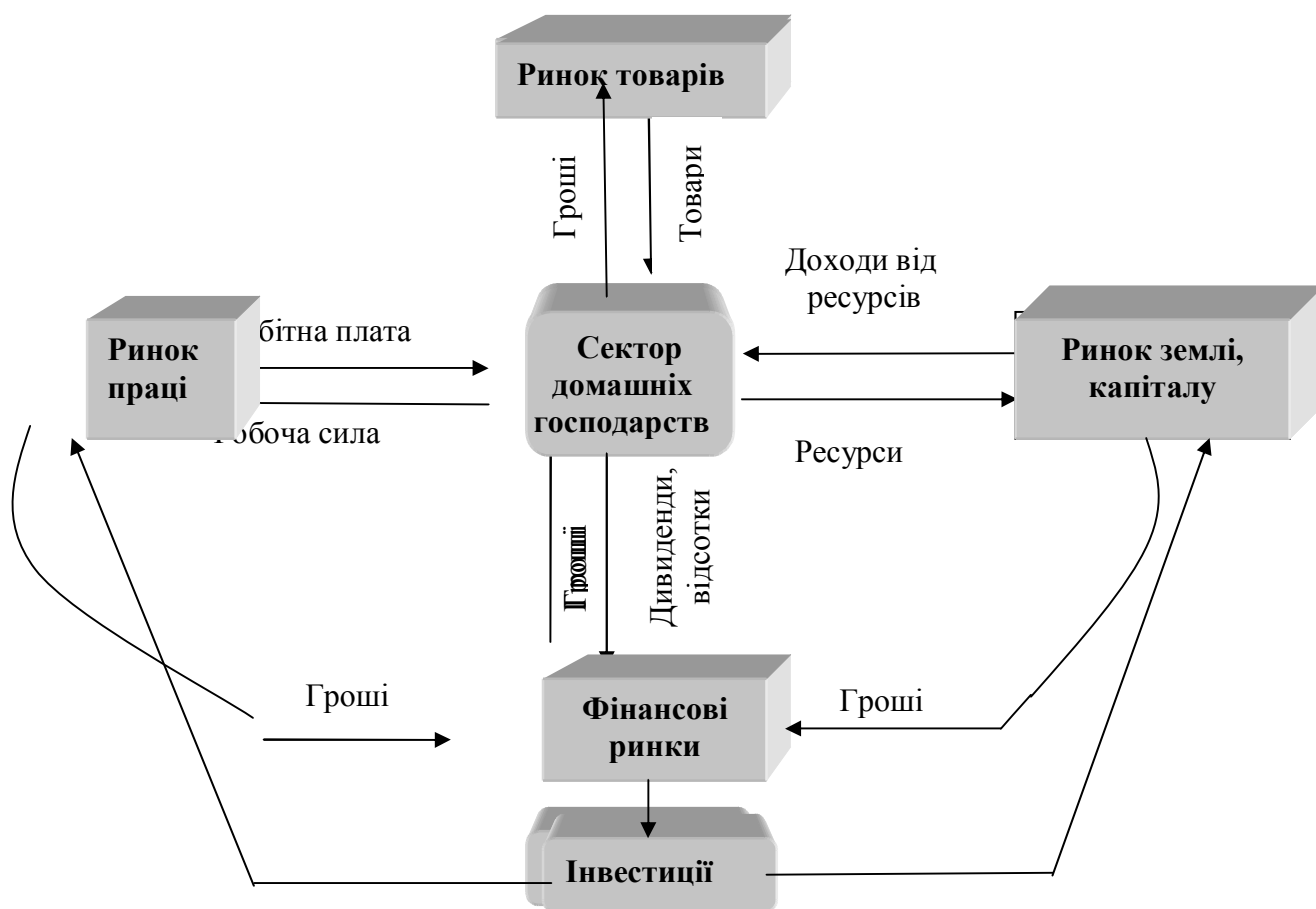 Ринок товарів
Гроші
Товари
Доходи від
ресурсів
бітна плата
Ринок
праці
Сектор
домашніх
господарств
Ринок землі,
капіталу
обоча сила
Ресурси
Гроші
Дивиденди,
відсотки
Гроші
Фінансові
ринки
Гроші
Інвестиції